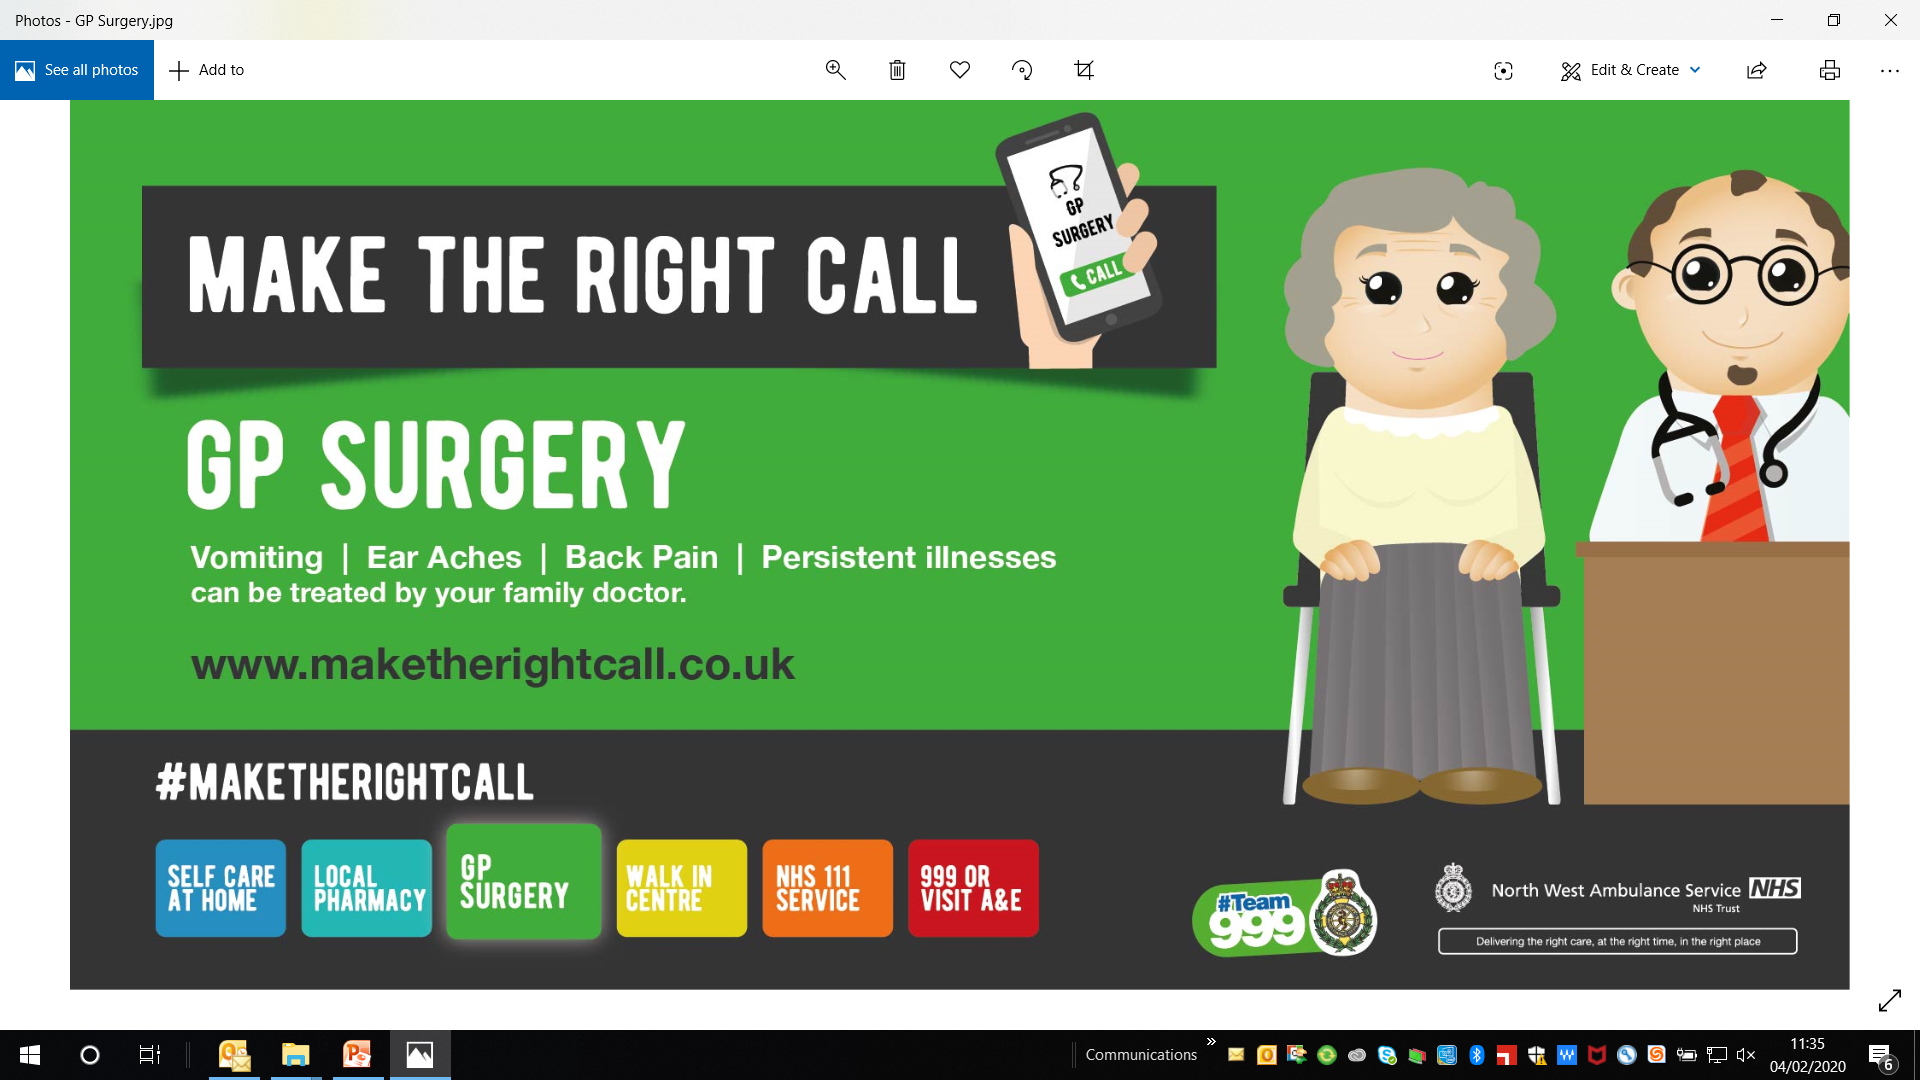 Photos - GP Surgery.jpg
See all photos
Add to
Edit & Create
GP
SURGERY
CALL
MAKE THE RIGHT CALL
GP SURGERY
Vomiting | Ear Aches | Back Pain | Persistent illnesses
can be treated by your family doctor.
www.maketherightcall.co.uk
#MAKETHERIGHTCALL
SELF CARE
AT HOME
LOCAL
PHARMACY
GP
SURGERY
WALK IN
CENTRE
NHS 111
SERVICE
999 OR
VISIT A&E
#Team
999
North West Ambulance Service NHS
NHS Trust
Delivering the right care, at the right time, in the right place
Communications
11:35
04/02/2020
6